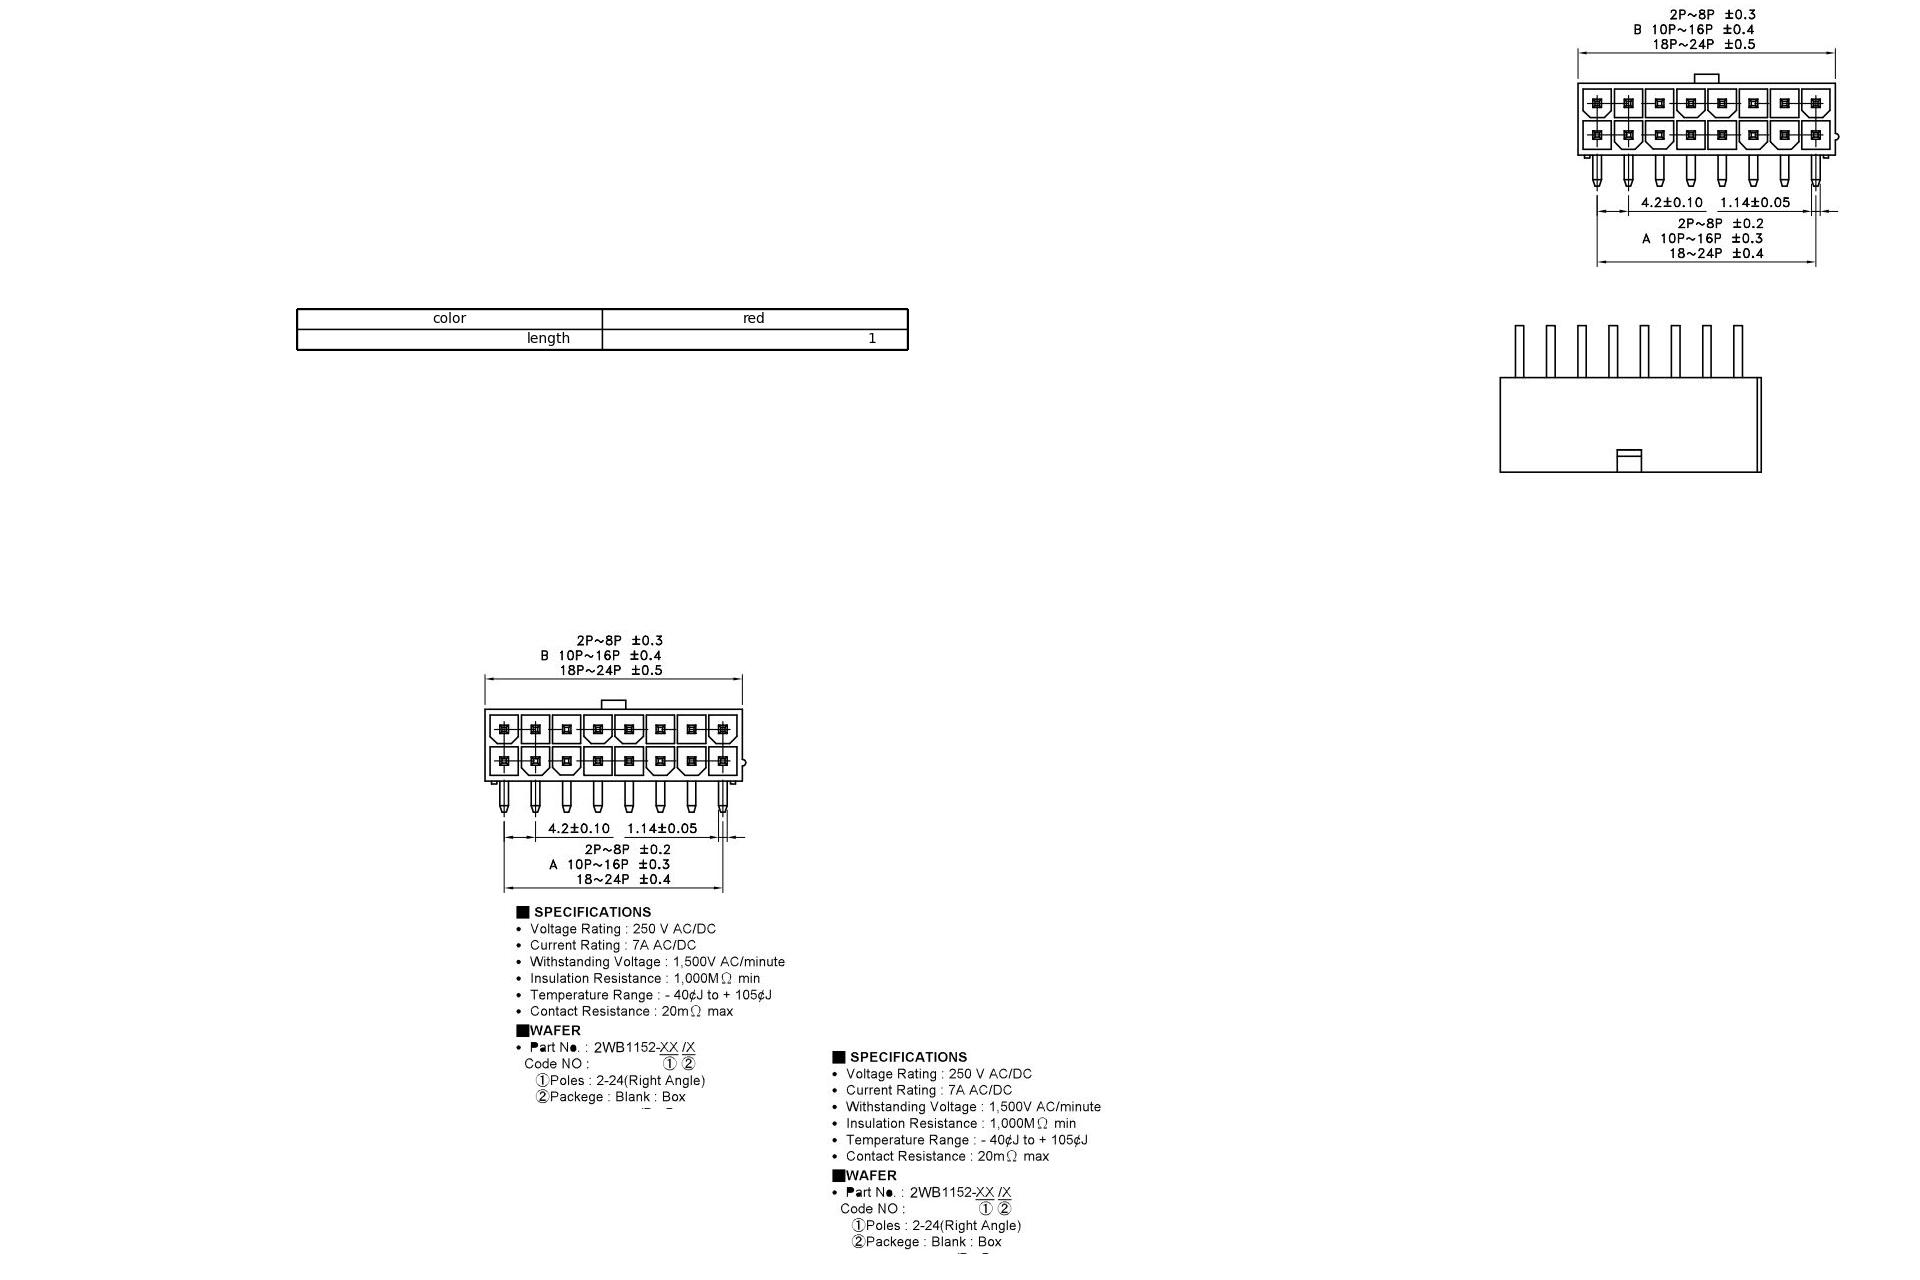 2P~8P ±0.3
B 10P~16P ±0.4
18P~24P ±0.5
4.2±0.10 1.14±0.05
2P~8P ±0.2
A 10P~16P ±0.3
18~24P ±0.4
color red
length 1
2P~8P ±0.3
B 10P~16P ±0.4
18P~24P ±0.5
4.2±0.10 1.14±0.05
2P~8P ±0.2
A 10P~16P ±0.3
18~24P ±0.4
■ SPECIFICATIONS
• Voltage Rating : 250 V AC/DC
• Current Rating : 7A AC/DC
• Withstanding Voltage : 1,500V AC/minute
• Insulation Resistance : 1,000MΩ min
• Temperature Range : - 40¢J to + 105¢J
• Contact Resistance : 20mΩ max
■WAFER
• Part No. : 2WB1152-XX /X
Code NO : ① ②
①Poles : 2-24(Right Angle)
②Packege : Blank : Box
■ SPECIFICATIONS
• Voltage Rating : 250 V AC/DC
• Current Rating : 7A AC/DC
• Withstanding Voltage : 1,500V AC/minute
• Insulation Resistance : 1,000MΩ min
• Temperature Range : - 40¢J to + 105¢J
• Contact Resistance : 20mΩ max
■WAFER
• Part No. : 2WB1152-XX /X
Code NO : ① ②
①Poles : 2-24(Right Angle)
②Packege : Blank : Box